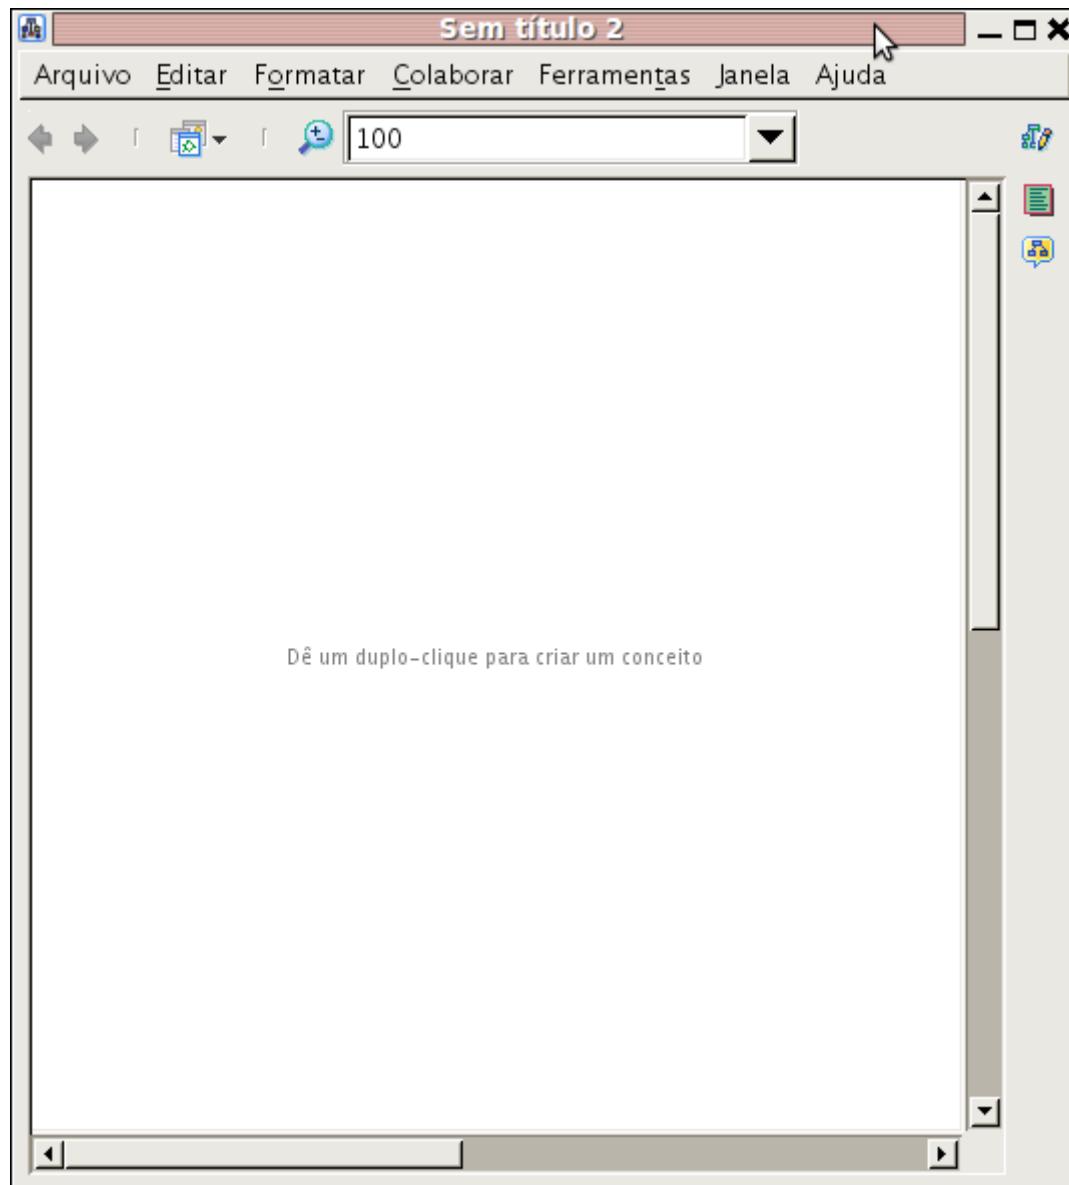 Sem título 2
Arquivo Editar Formatar Colaborar Ferramentas Janela Ajuda
100
Dê um duplo-clique para criar um conceito